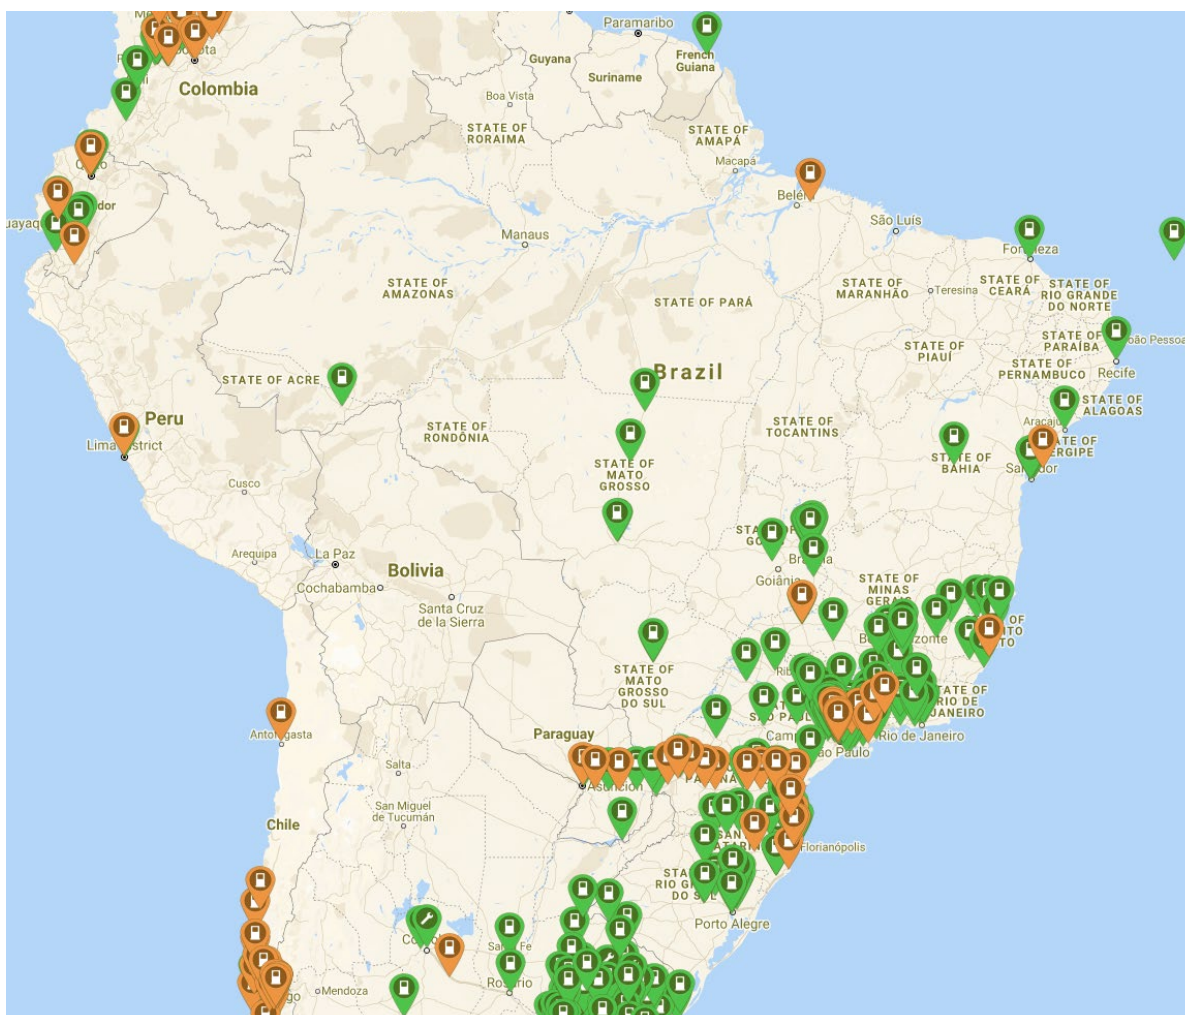 Paramaribo
Guyana
French
Guiana
Suriname
Colombia
Boa Vista
STATE OF
RORAIMA
STATE OF
AMAPÁ
Macapá
São Luís
Manaus
STATE OF
AMAZONAS
STATE OF PARÁ
STATE OF
MARANHÃO
Teresina
STATE OF
CEARÁ
STATE OF
RIO GRANDE
DO NORTE
STATE OF
PARAÍBA
STATE OF
PIAUÍ
STATE OF
PERNAMBUCO
Recife
Brazil
STATE OF ACRE
STATE OF
ALAGOAS
Peru
STATE OF
RONDÔNIA
STATE OF
TOCANTINS
STATE OF
MATO
GROSSO
STATE OF
BAHIA
Cusco
Arequipa
La Paz
Bolivia
Cochabamba
Santa Cruz
de la Sierra
Goiânia
STATE OF
MINAS
STATE OF
MATO
GROSSO
DO SUL
STATE OF
RIO DE
JANEIRO
Rio de Janeiro
Paraguay
Salta
San Miguel
de Tucumán
Chile
Florianópolis
Porto Alegre
Mendoza